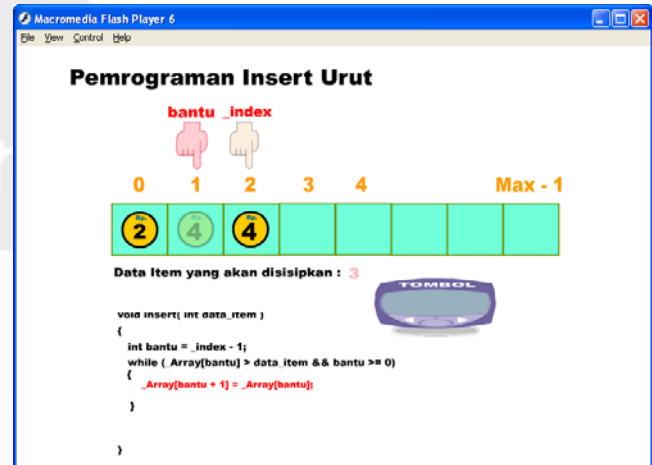 Macromedia Flash Player 6
File View Control Help
Pemrograman Insert Urut
bantu _index
0 1 2 3 4 Max - 1
Rp. 2 4 Rp. 4
Data Item yang akan disisipkan : 3
TOMBOL
void insert( int data_item )
{
int bantu = _index - 1;
while (_Array[bantu] > data_item && bantu >= 0)
{
_Array[bantu + 1] = _Array[bantu];
}
}